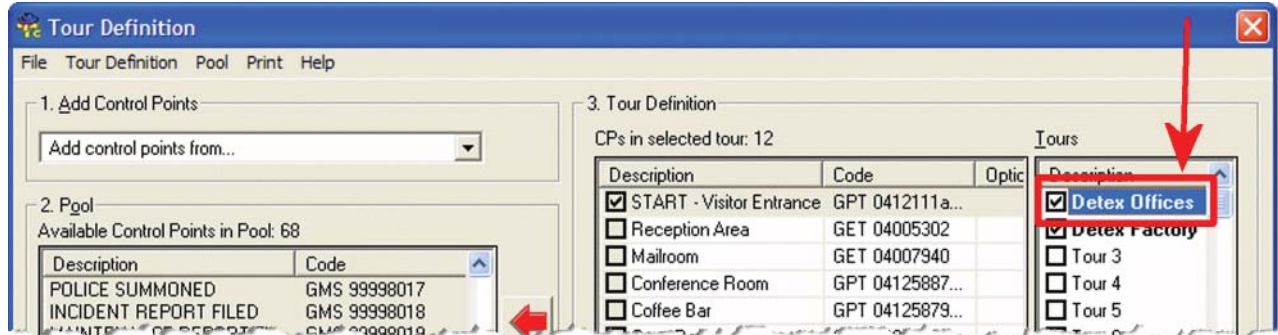 Tour Definition
File Tour Definition Pool Print Help
1. Add Control Points
Add control points from...
2. Pool
Available Control Points in Pool: 68
Description Code
POLICE SUMMONED GMS 99998017
INCIDENT REPORT FILED GMS 99998018
3. Tour Definition
CPs in selected tour: 12
Description Code Optic
START - Visitor Entrance GPT 0412111a...
Reception Area GET 04005302
Mailroom GET 04007940
Conference Room GPT 04125887...
Coffee Bar GPT 04125879...
Tours
Description
Detex Offices
Detex Factory
Tour 3
Tour 4
Tour 5